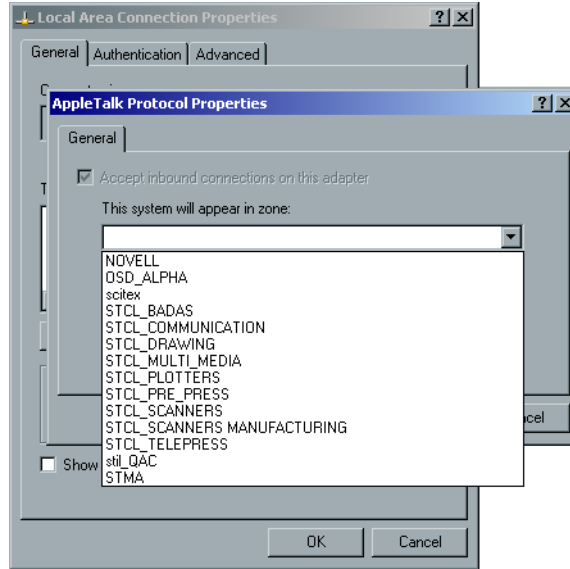 Local Area Connection Properties
General Authentication Advanced
AppleTalk Protocol Properties
General
Accept inbound connections on this adapter
This system will appear in zone:
NOVELL
OSD_ALPHA
scitex
STCL_BADAS
STCL_COMMUNICATION
STCL_DRAWING
STCL_MULTI_MEDIA
STCL_PLOTTERS
STCL_PRE_PRESS
STCL_SCANNERS
STCL_SCANNERS MANUFACTURING
STCL_TELEPRESS
stil_QAC
STMA
Show
OK Cancel